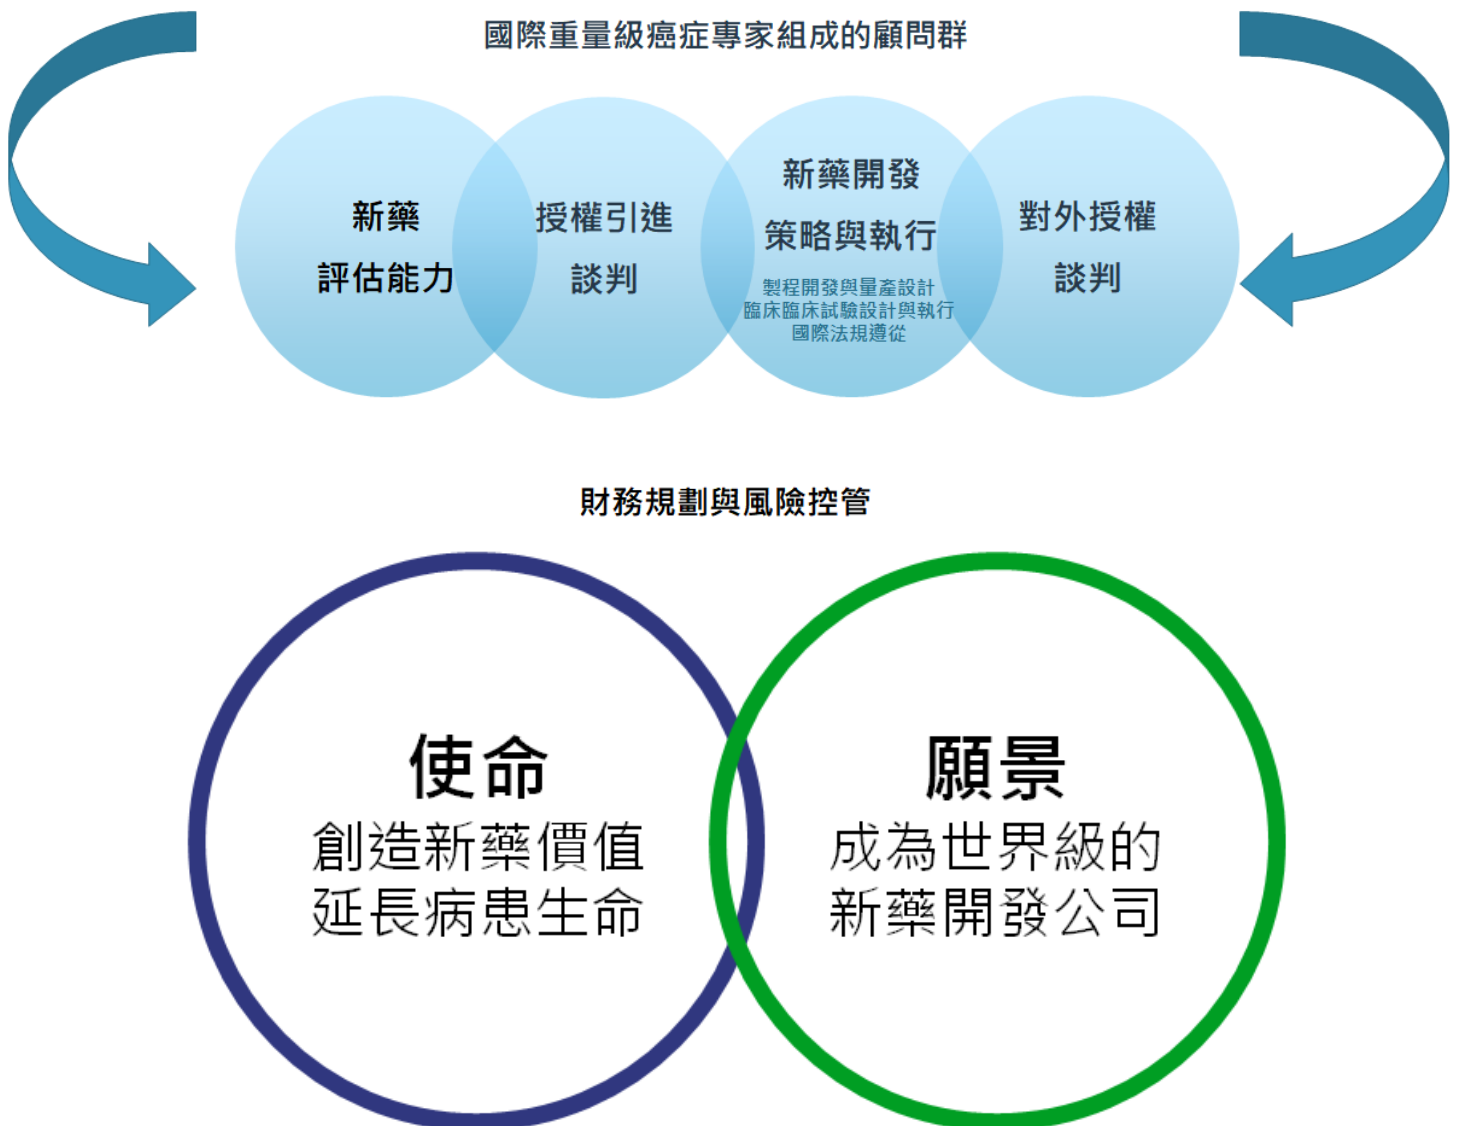 國際重量級癌症專家組成的顧問群
新藥
評估能力
授權引進
談判
新藥開發
策略與執行
製程開發與量產設計
臨床臨床試驗設計與執行
國際法規遵從
對外授權
談判
財務規劃與風險控管
使命
創造新藥價值
延長病患生命
願景
成為世界級的
新藥開發公司